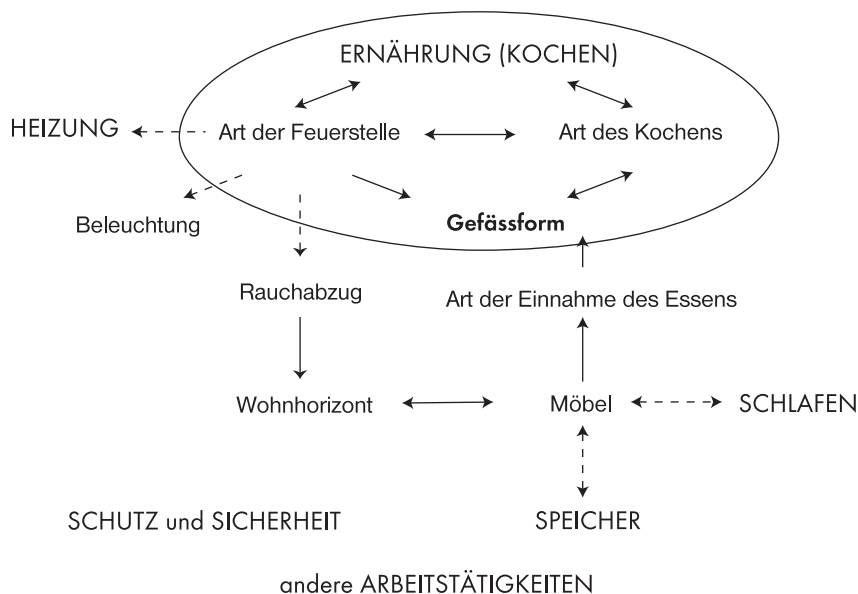 ERNÄHRUNG (KOCHEN)
HEIZUNG
Art der Feuerstelle
Art des Kochens
Beleuchtung
Gefässform
Rauchabzug
Art der Einnahme des Essens
Wohnhorizont
Möbel
SCHLAFEN
SCHUTZ und SICHERHEIT
SPEICHER
andere ARBEITSTÄTIGKEITEN